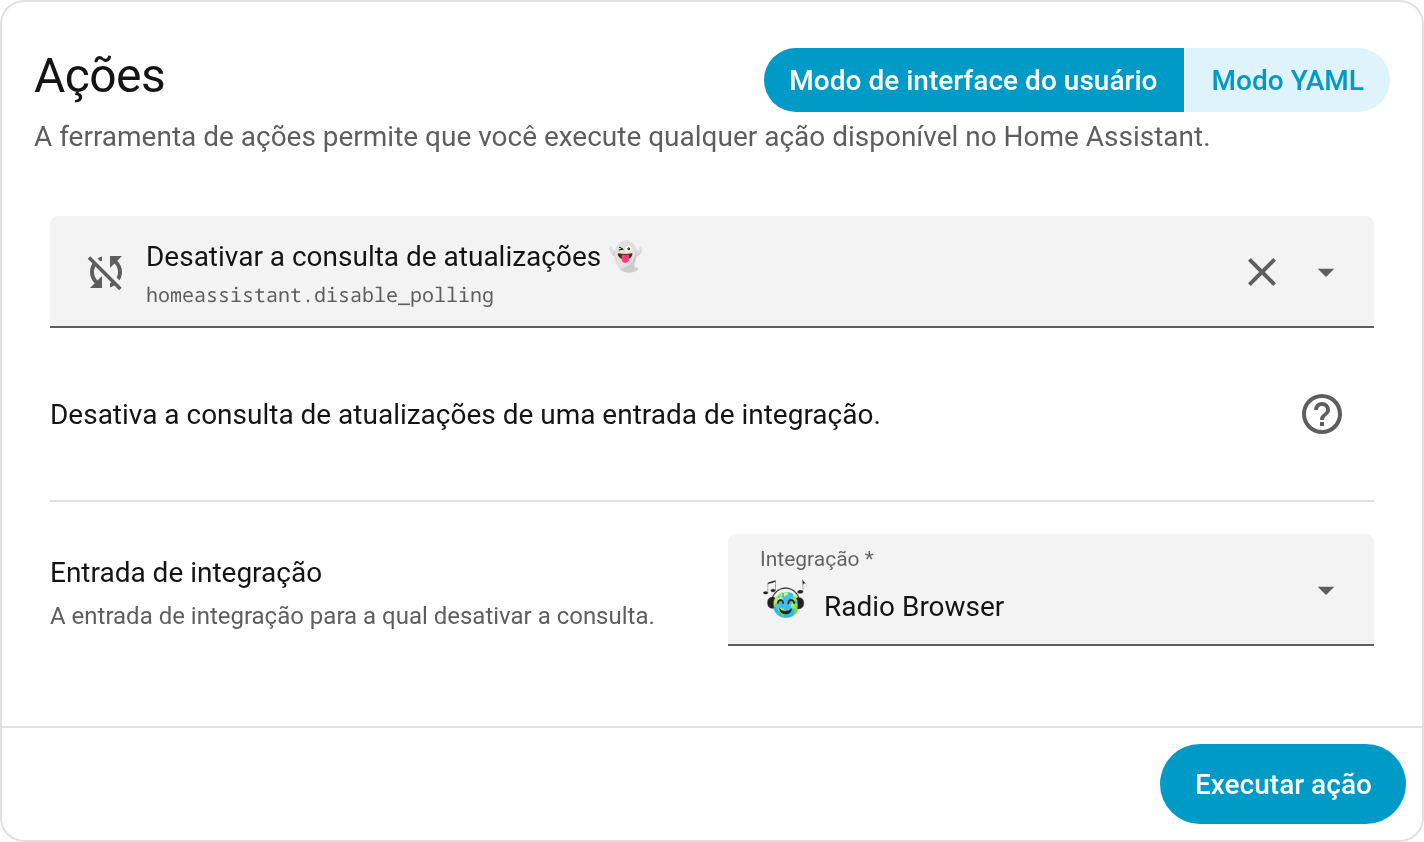 Ações
Modo de interface do usuário
Modo YAML
A ferramenta de ações permite que você execute qualquer ação disponível no Home Assistant.
Desativar a consulta de atualizações 👻
homeassistant.disable_polling
Desativa a consulta de atualizações de uma entrada de integração.
Entrada de integração
A entrada de integração para a qual desativar a consulta.
Integração *
Radio Browser
Executar ação